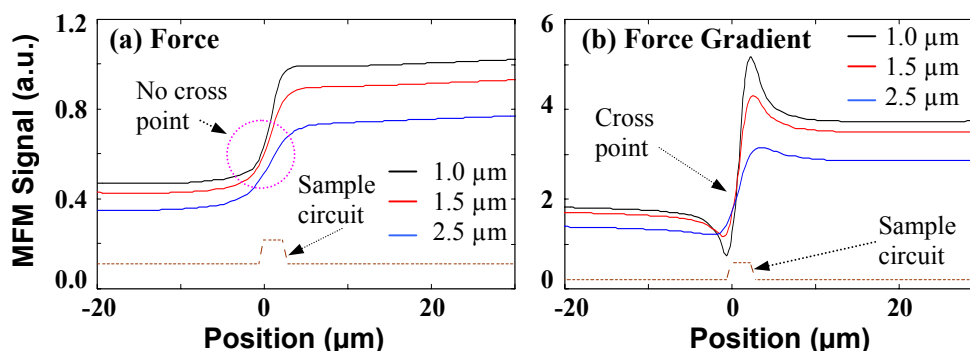 (a) Force
No cross
point
Sample
circuit
1.0 µm
1.5 µm
2.5 µm
MFM Signal (a.u.)
1.2
0.8
0.4
0.0
-20
0
20
Position (µm)
(b) Force Gradient
1.0 µm
1.5 µm
2.5 µm
Cross
point
Sample
circuit
6
4
2
0
-20
0
20
Position (µm)